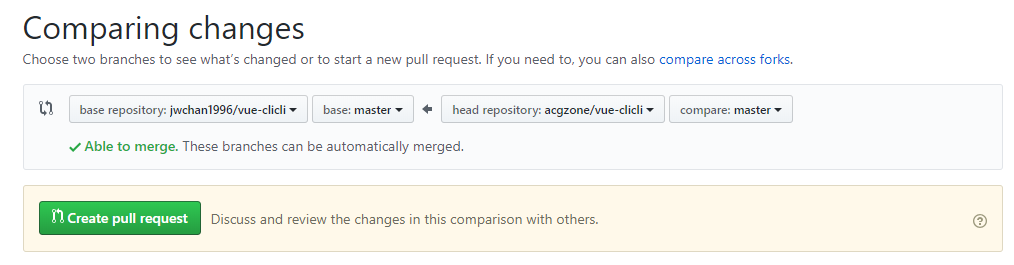 Comparing changes
Choose two branches to see what's changed or to start a new pull request. If you need to, you can also compare across forks.
base repository: jwchan1996/vue-clicli base: master head repository: acgzone/vue-clicli compare: master
Able to merge. These branches can be automatically merged.
Create pull request Discuss and review the changes in this comparison with others.